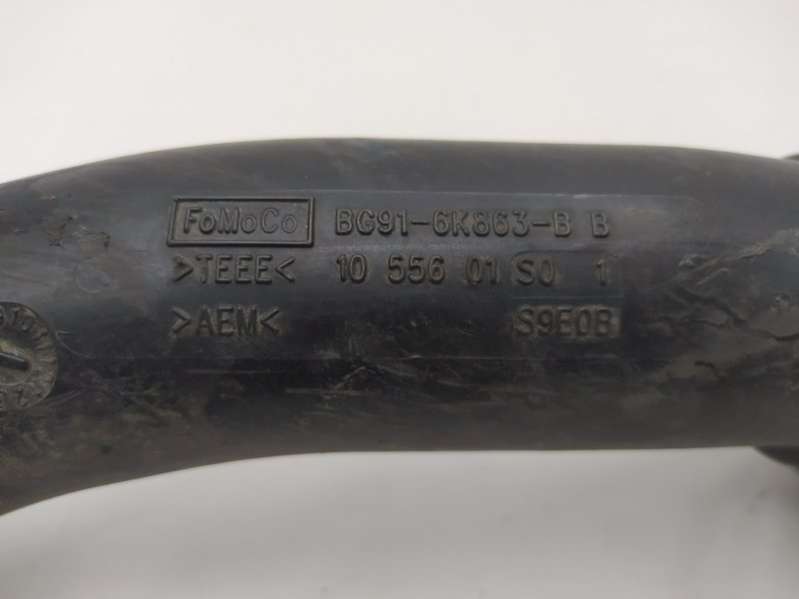 FoMoCo BG91-6K863-B B
>TEEE< 10 556 01 S0 1
>AEM< S9E0B